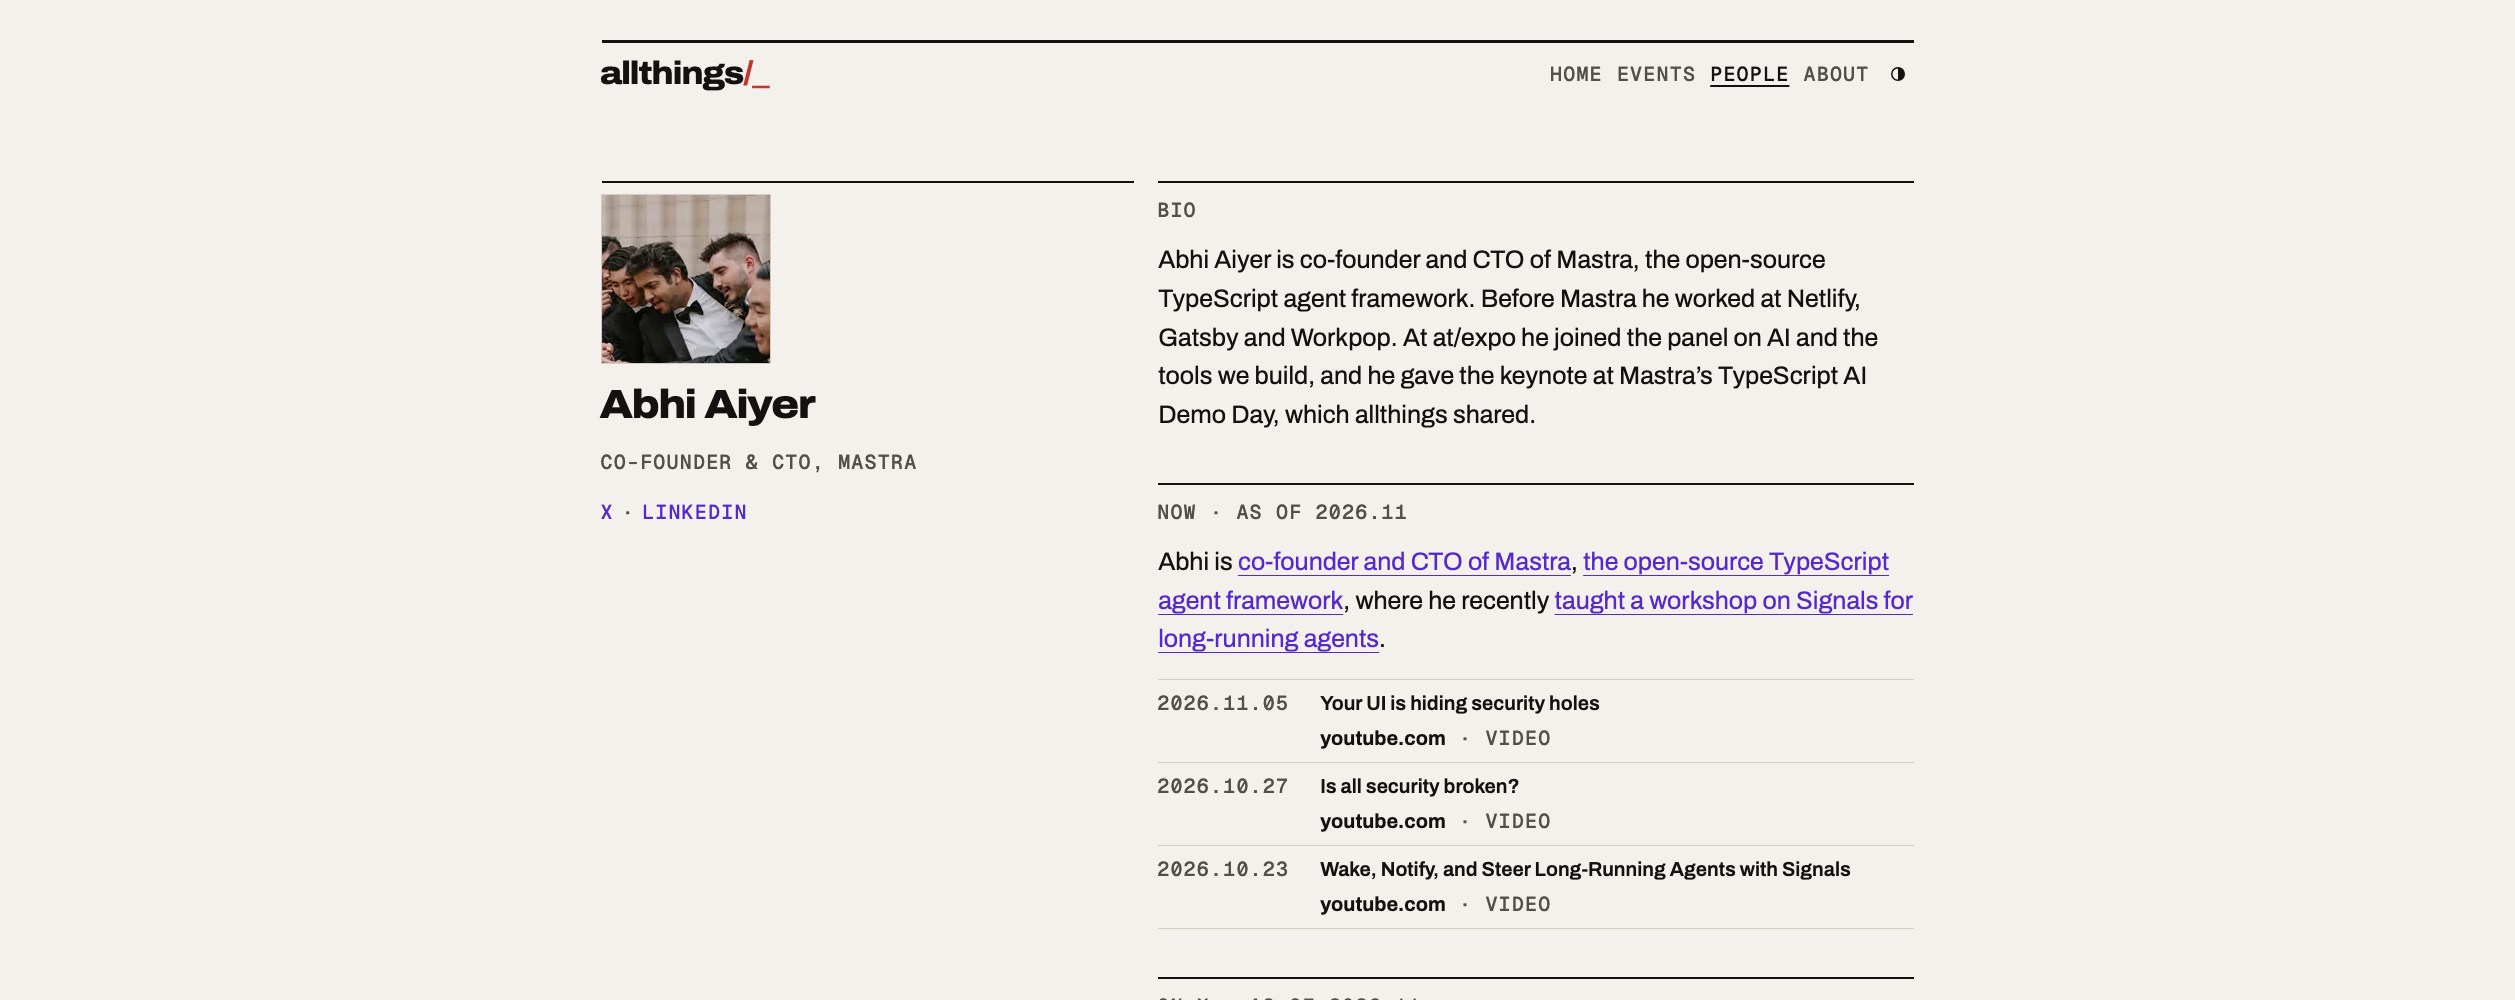 allthings/_
HOME EVENTS PEOPLE ABOUT
Abhi Aiyer
CO-FOUNDER & CTO, MASTRA
X · LINKEDIN
BIO
Abhi Aiyer is co-founder and CTO of Mastra, the open-source
TypeScript agent framework. Before Mastra he worked at Netlify,
Gatsby and Workpop. At at/expo he joined the panel on AI and the
tools we build, and he gave the keynote at Mastra’s TypeScript AI
Demo Day, which allthings shared.
NOW · AS OF 2026.11
Abhi is co-founder and CTO of Mastra, the open-source TypeScript
agent framework, where he recently taught a workshop on Signals for
long-running agents.
2026.11.05 Your UI is hiding security holes
youtube.com · VIDEO
2026.10.27 Is all security broken?
youtube.com · VIDEO
2026.10.23 Wake, Notify, and Steer Long-Running Agents with Signals
youtube.com · VIDEO